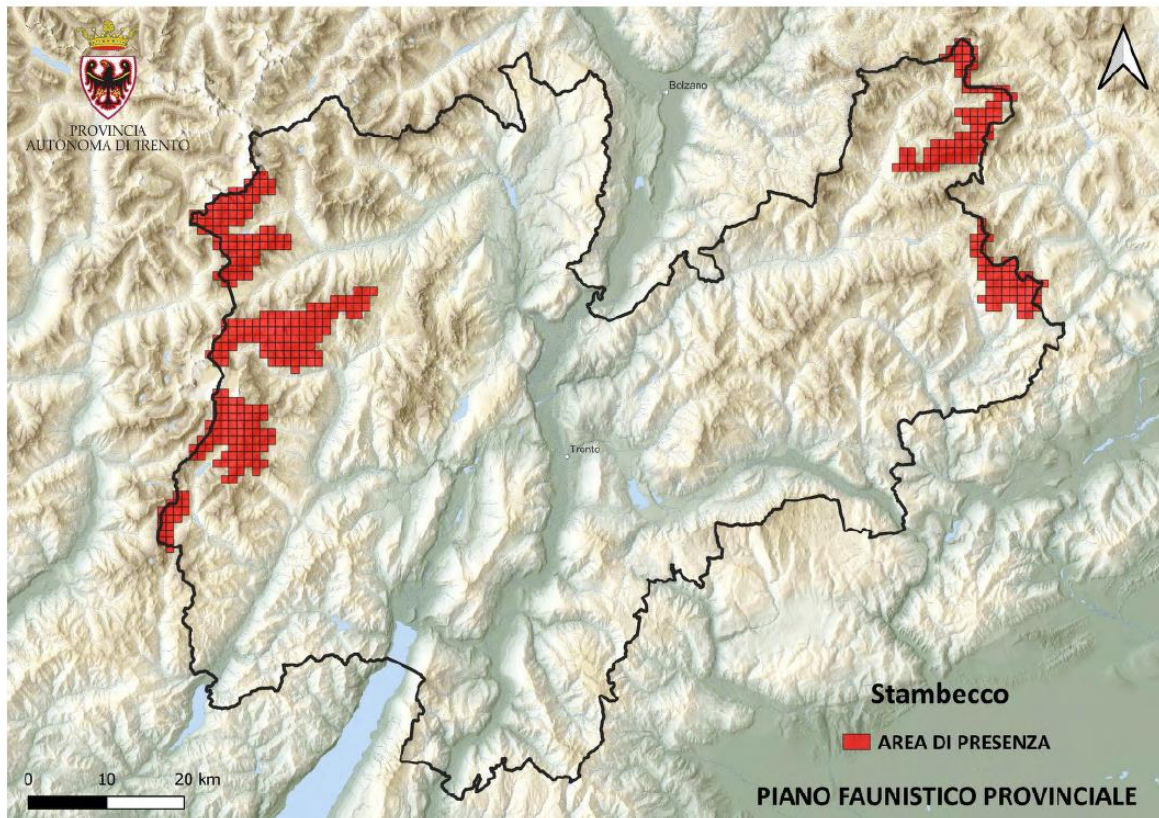 PROVINCIA
AUTONOMA DI TRENTO
Bolzano
Trento
Stambecco
AREA DI PRESENZA
0 10 20 km
PIANO FAUNISTICO PROVINCIALE